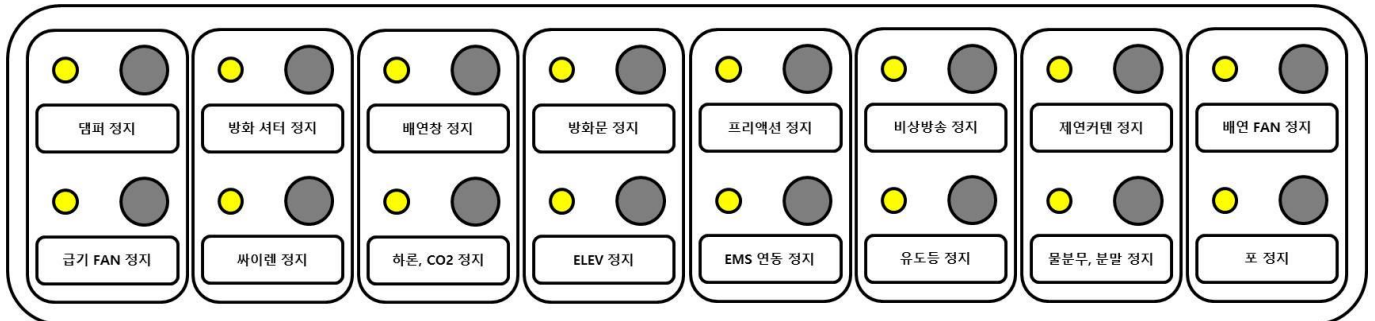 댐퍼 정지
방화 셔터 정지
배연창 정지
방화문 정지
프리액션 정지
비상방송 정지
제연커텐 정지
배연 FAN 정지
급기 FAN 정지
싸이렌 정지
하론, CO2 정지
ELEV 정지
EMS 연동 정지
유도등 정지
물분무, 분말 정지
포 정지